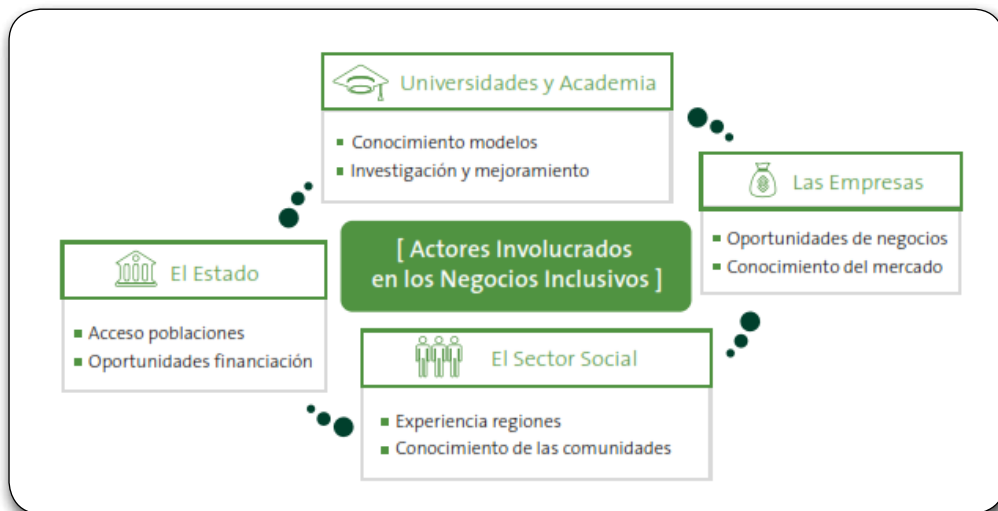 Universidades y Academia
Conocimiento modelos
Investigación y mejoramiento
Las Empresas
Oportunidades de negocios
Conocimiento del mercado
[ Actores Involucrados
en los Negocios Inclusivos ]
El Estado
Acceso poblaciones
Oportunidades financiación
El Sector Social
Experiencia regiones
Conocimiento de las comunidades